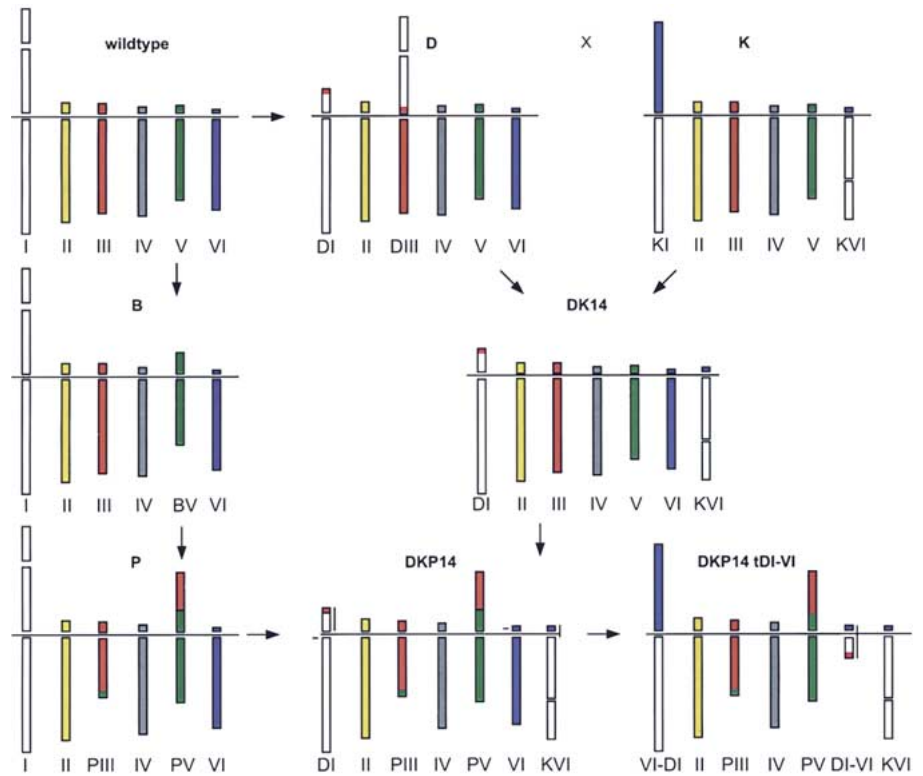 wildtype D X K
I II III IV V VI DI II DIII IV V VI KI II III IV V KVI
B DK14
I II III IV BV VI DI II III IV V VI KVI
P DKP14 DKP14 tDI-VI
I II PIII IV PV VI DI II PIII IV PV VI KVI VI-DI II PIII IV PV DI-VI KVI